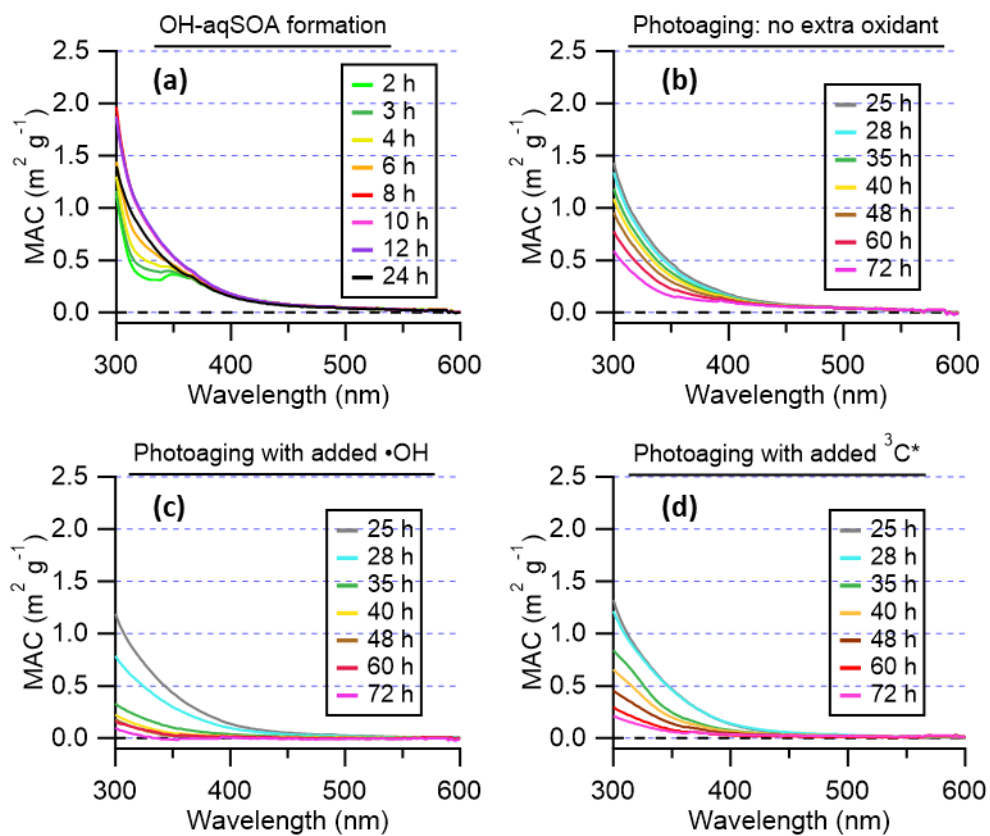 OH-aqSOA formation
(a)
MAC (m² g⁻¹)
2.5
2.0
1.5
1.0
0.5
0.0
2 h
3 h
4 h
6 h
8 h
10 h
12 h
24 h
300
400
500
600
Wavelength (nm)
Photoaging: no extra oxidant
(b)
MAC (m² g⁻¹)
2.5
2.0
1.5
1.0
0.5
0.0
25 h
28 h
35 h
40 h
48 h
60 h
72 h
300
400
500
600
Wavelength (nm)
Photoaging with added •OH
(c)
MAC (m² g⁻¹)
2.5
2.0
1.5
1.0
0.5
0.0
25 h
28 h
35 h
40 h
48 h
60 h
72 h
300
400
500
600
Wavelength (nm)
Photoaging with added ³C*
(d)
MAC (m² g⁻¹)
2.5
2.0
1.5
1.0
0.5
0.0
25 h
28 h
35 h
40 h
48 h
60 h
72 h
300
400
500
600
Wavelength (nm)